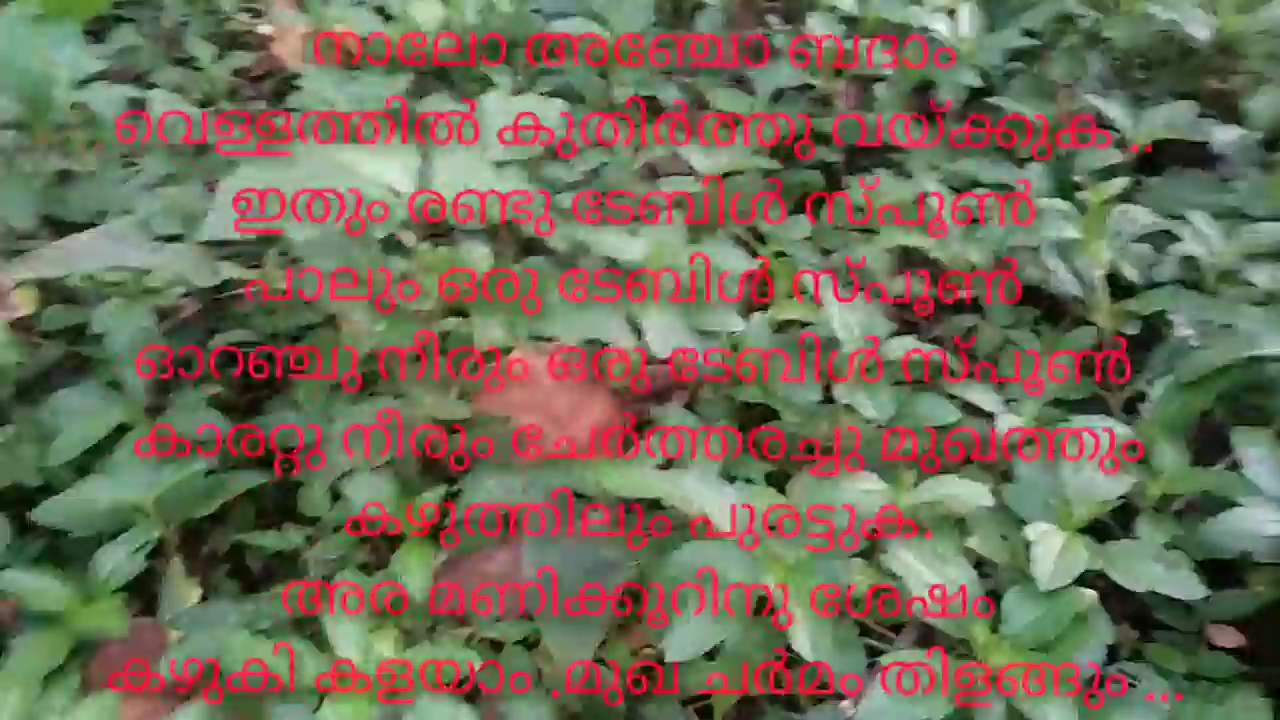 നാലോ അഞ്ചോ ബദാം
വെള്ളത്തിൽ കുതിർത്തു വയ്ക്കുക ..
ഇതും രണ്ടു ടേബിൾ സ്പൂൺ
പാലും ഒരു ടേബിൾ സ്പൂൺ
ഓറഞ്ചു നീരും ഒരു ടേബിൾ സ്പൂൺ
കാരറ്റു നീരും ചേർത്തരച്ചു മുഖത്തും
കഴുത്തിലും പുരട്ടുക.
അര മണിക്കൂറിനു ശേഷം
കഴുകി കളയാം .മുഖ ചർമം തിളങ്ങും ...